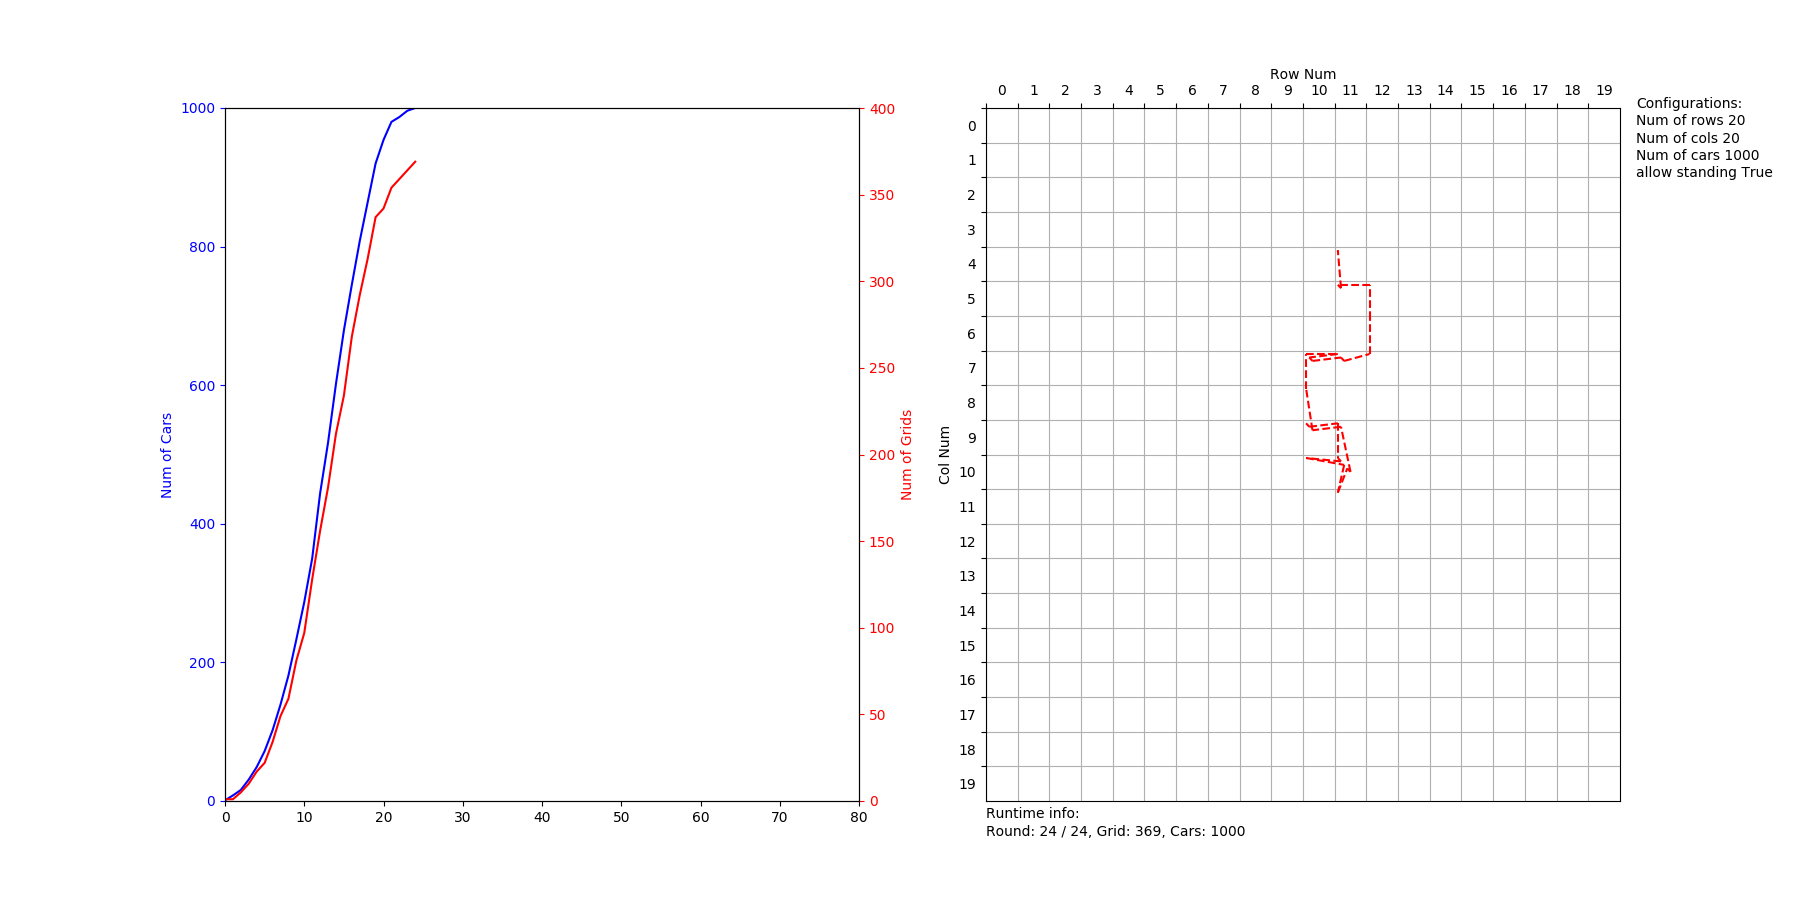 Row Num
0 1 2 3 4 5 6 7 8 9 10 11 12 13 14 15 16 17 18 19
Configurations:
Num of rows 20
Num of cols 20
Num of cars 1000
allow standing True
1000
800
600
400
200
0
Num of Cars
0 10 20 30 40 50 60 70 80
400
350
300
250
200
150
100
50
0
Num of Grids
Col Num
0
1
2
3
4
5
6
7
8
9
10
11
12
13
14
15
16
17
18
19
Runtime info:
Round: 24 / 24, Grid: 369, Cars: 1000